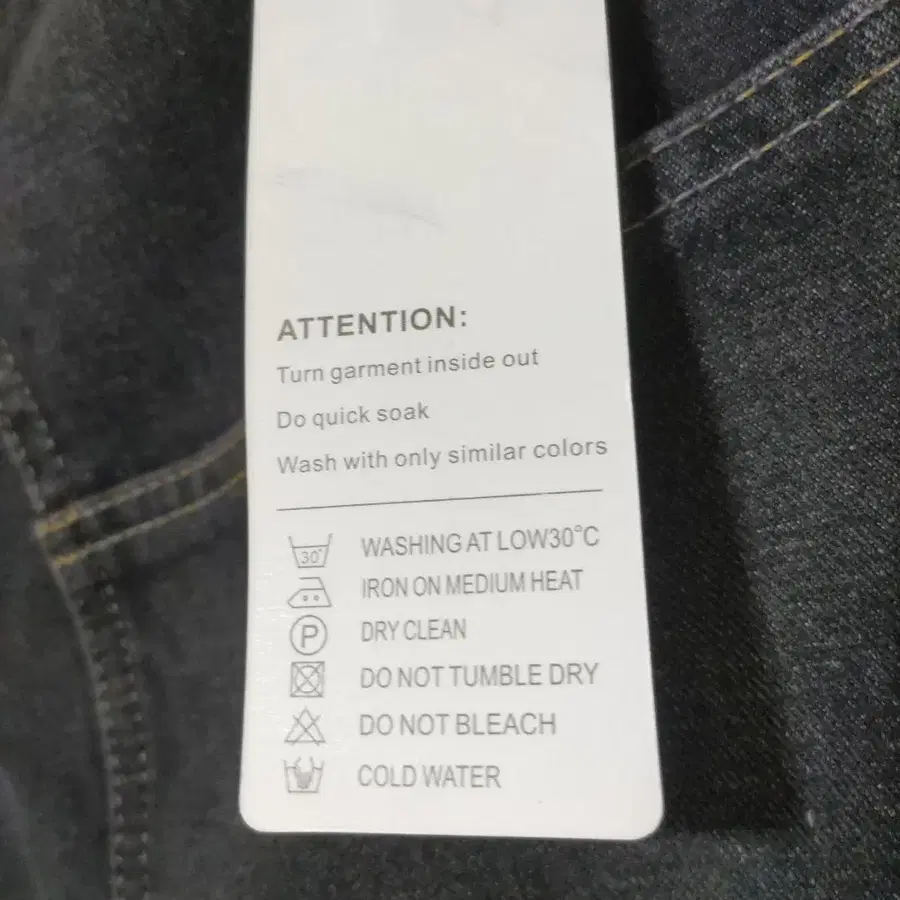 ATTENTION:
Turn garment inside out
Do quick soak
Wash with only similar colors
30° WASHING AT LOW30°C
IRON ON MEDIUM HEAT
P DRY CLEAN
DO NOT TUMBLE DRY
DO NOT BLEACH
COLD WATER